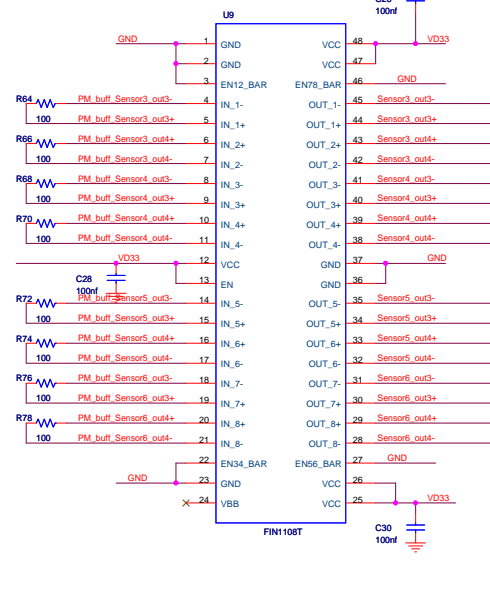 100nf
U9
GND 1 GND VCC 48 VD33
2 GND VCC 47
3 EN12_BAR EN78_BAR 46 GND
R64 PM_buff_Sensor3_out3- 4 IN_1- OUT_1- 45 Sensor3_out3-
100 PM_buff_Sensor3_out3+ 5 IN_1+ OUT_1+ 44 Sensor3_out3+
R66 PM_buff_Sensor3_out4+ 6 IN_2+ OUT_2+ 43 Sensor3_out4+
100 PM_buff_Sensor3_out4- 7 IN_2- OUT_2- 42 Sensor3_out4-
R68 PM_buff_Sensor4_out3- 8 IN_3- OUT_3- 41 Sensor4_out3-
100 PM_buff_Sensor4_out3+ 9 IN_3+ OUT_3+ 40 Sensor4_out3+
R70 PM_buff_Sensor4_out4+ 10 IN_4+ OUT_4+ 39 Sensor4_out4+
100 PM_buff_Sensor4_out4- 11 IN_4- OUT_4- 38 Sensor4_out4-
VD33 12 VCC GND 37 GND
C28 13 EN GND 36
100nf
R72 PM_buff_Sensor5_out3- 14 IN_5- OUT_5- 35 Sensor5_out3-
100 PM_buff_Sensor5_out3+ 15 IN_5+ OUT_5+ 34 Sensor5_out3+
R74 PM_buff_Sensor5_out4+ 16 IN_6+ OUT_6+ 33 Sensor5_out4+
100 PM_buff_Sensor5_out4- 17 IN_6- OUT_6- 32 Sensor5_out4-
R76 PM_buff_Sensor6_out3- 18 IN_7- OUT_7- 31 Sensor6_out3-
100 PM_buff_Sensor6_out3+ 19 IN_7+ OUT_7+ 30 Sensor6_out3+
R78 PM_buff_Sensor6_out4+ 20 IN_8+ OUT_8+ 29 Sensor6_out4+
100 PM_buff_Sensor6_out4- 21 IN_8- OUT_8- 28 Sensor6_out4-
22 EN34_BAR EN56_BAR 27 GND
GND 23 GND VCC 26
24 VBB VCC 25 VD33
C30
FIN1108T 100nf